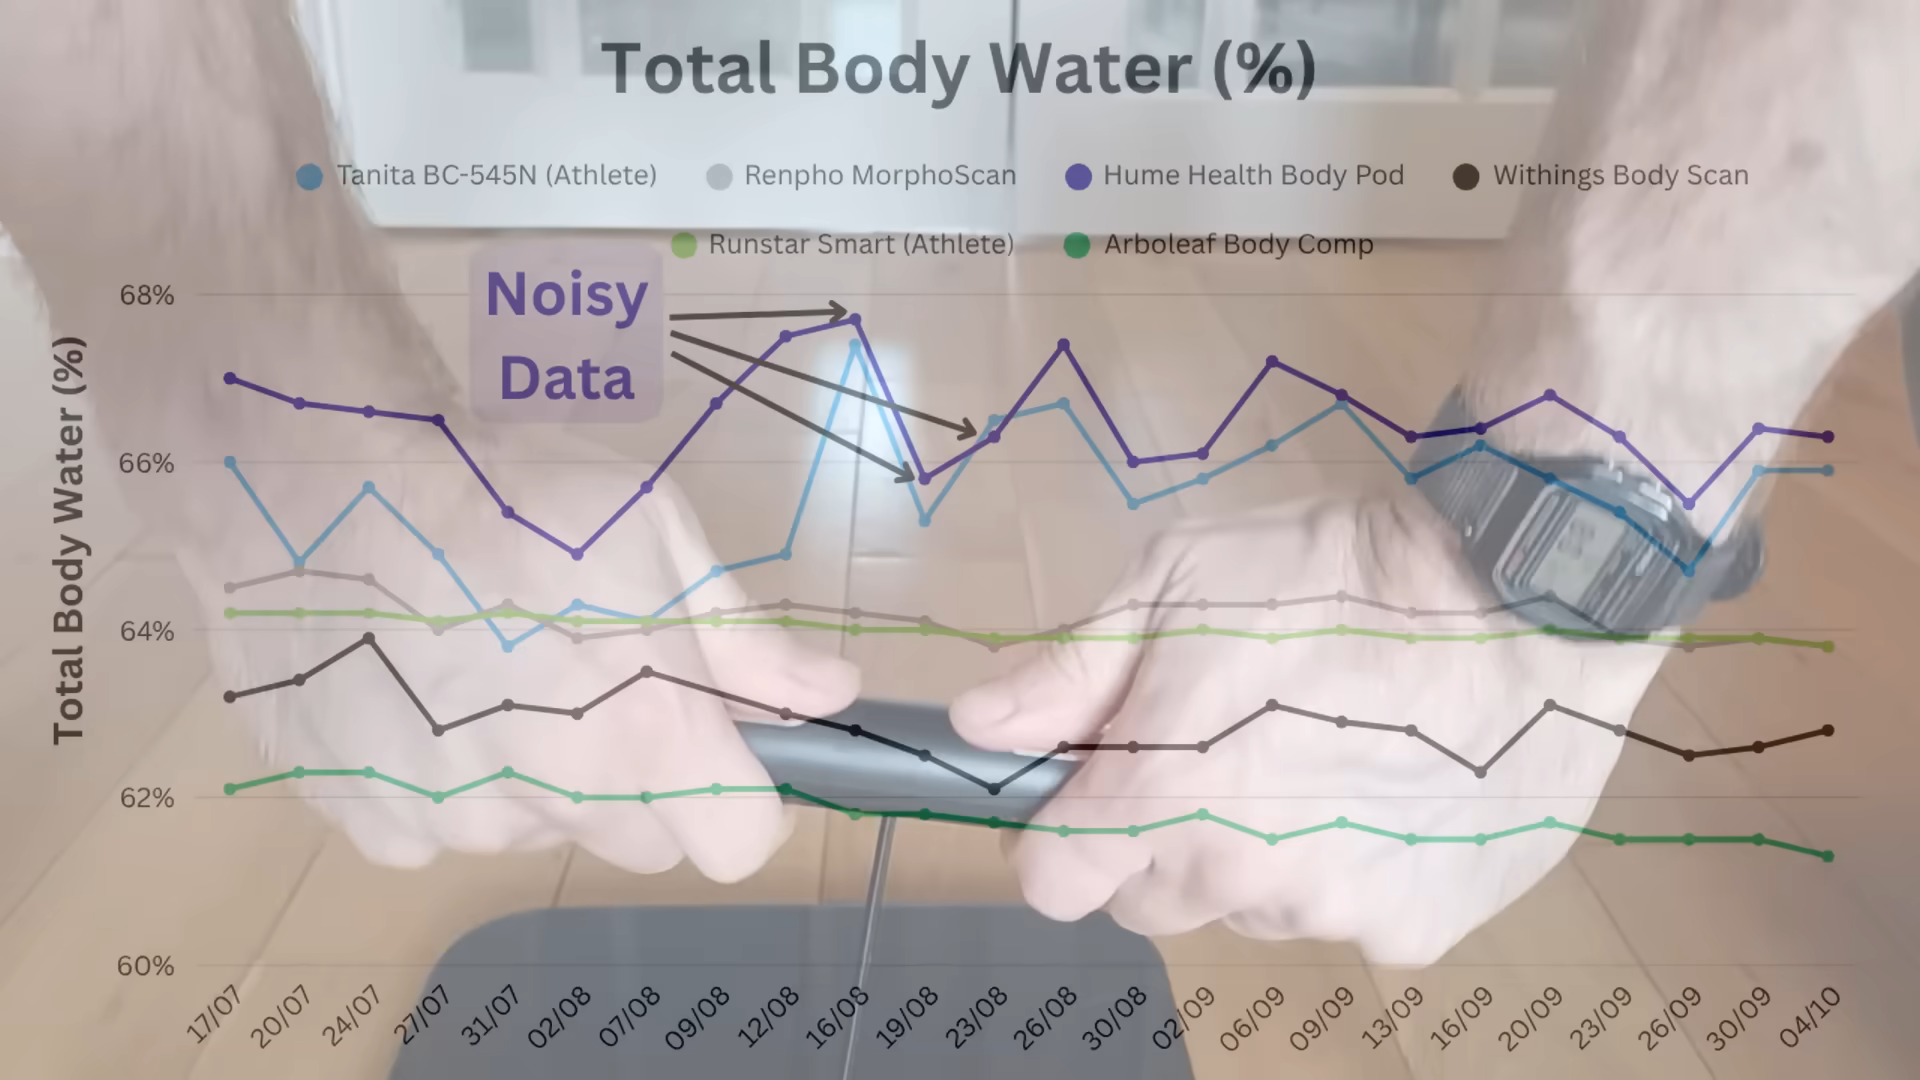 Total Body Water (%)
Tanita BC-545N (Athlete)
Renpho MorphoScan
Hume Health Body Pod
Withings Body Scan
Runstar Smart (Athlete)
Arboleaf Body Comp
Noisy
Data
Total Body Water (%)
68%
66%
64%
62%
60%
17/07
20/07
24/07
27/07
31/07
02/08
07/08
09/08
12/08
16/08
19/08
23/08
26/08
30/08
02/09
06/09
09/09
13/09
16/09
20/09
23/09
26/09
30/09
04/10